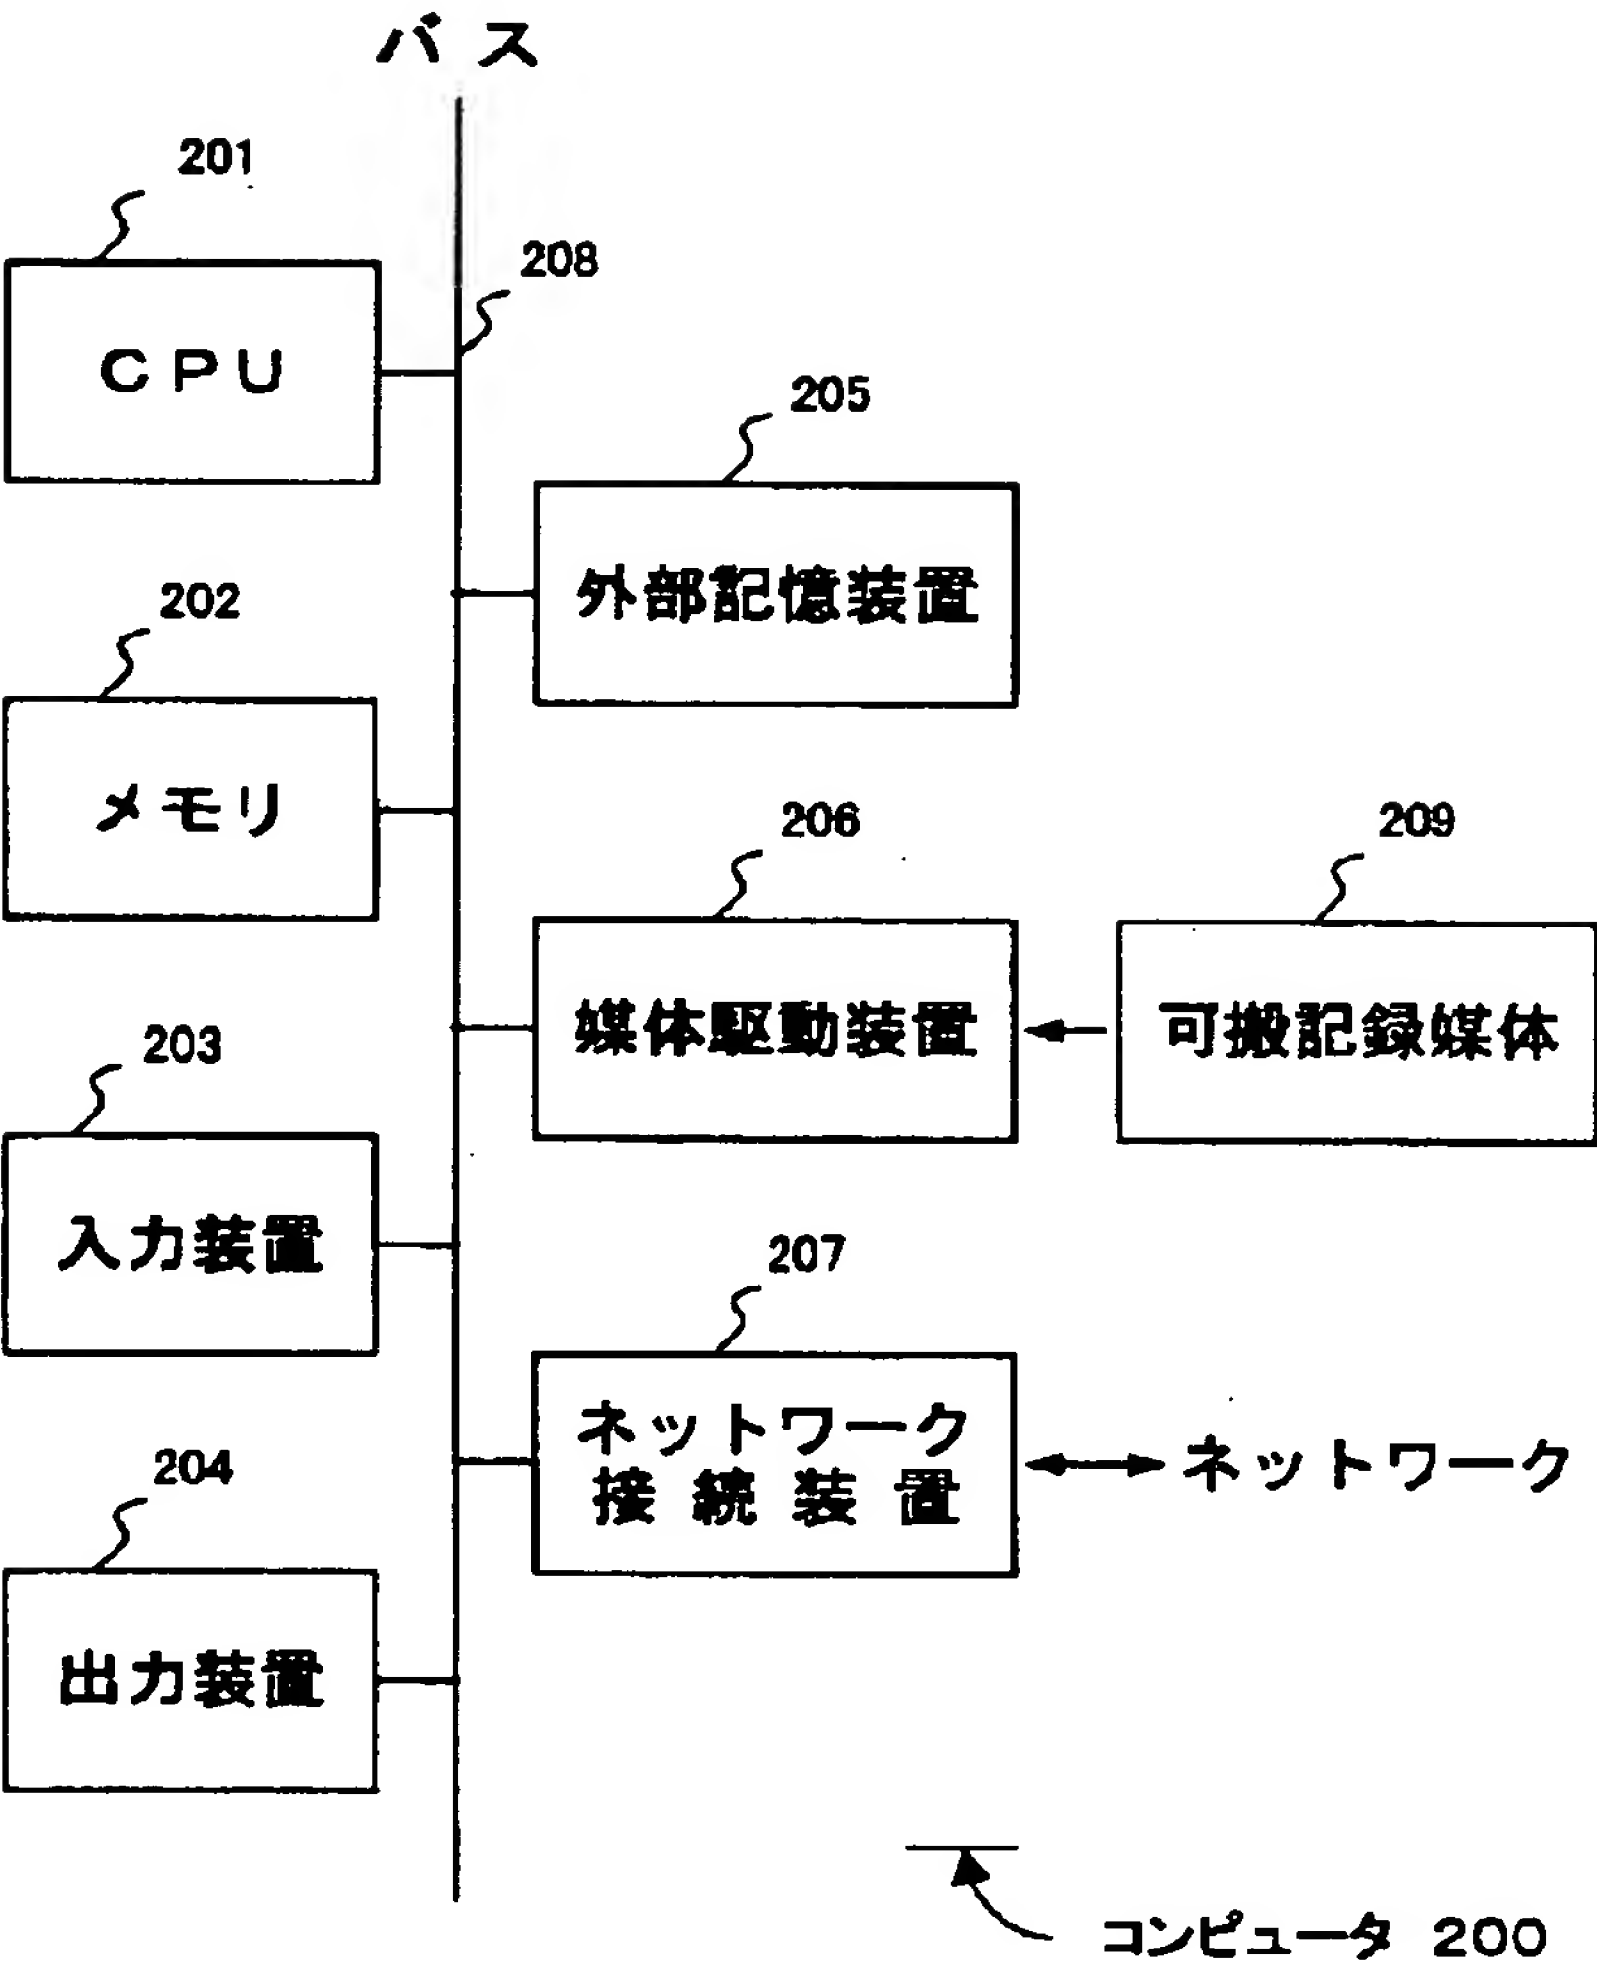 バス
201
208
CPU
205
外部記憶装置
202
メモリ
206
209
媒体駆動装置
可搬記録媒体
203
入力装置
207
ネットワーク
接続装置
ネットワーク
204
出力装置
コンピュータ 200